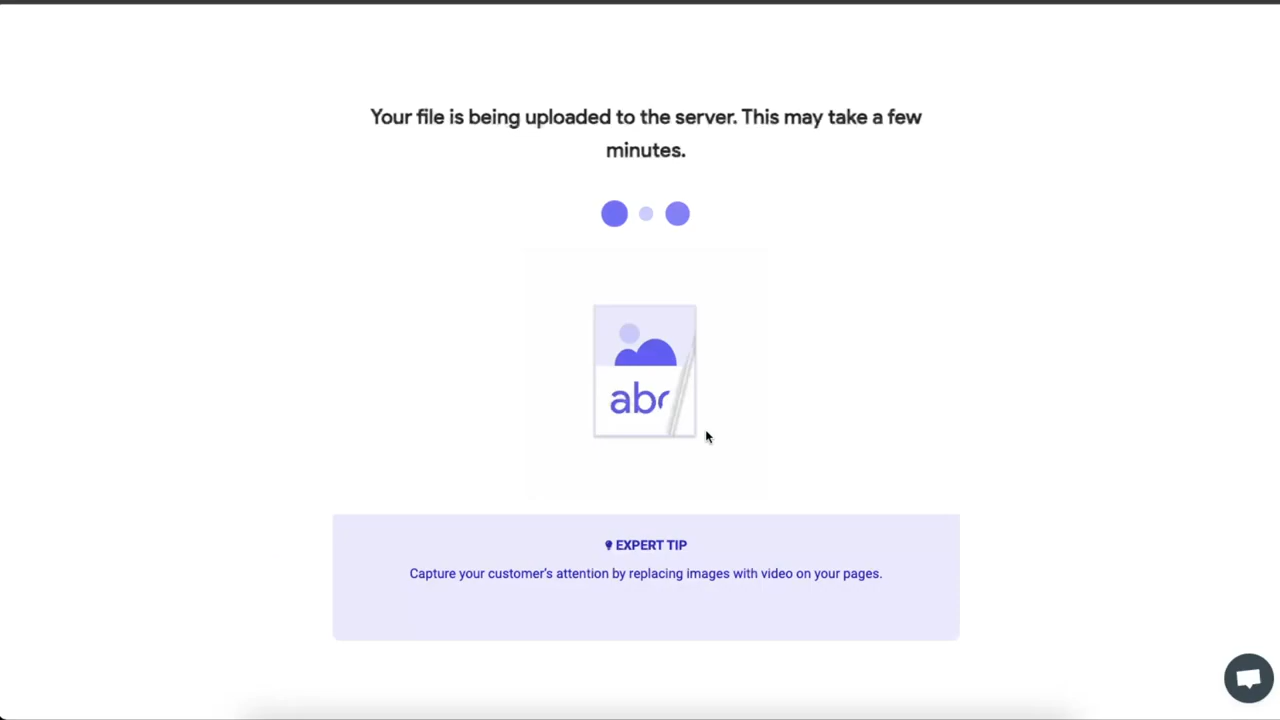 Your file is being uploaded to the server. This may take a few
minutes.
abc
EXPERT TIP
Capture your customer's attention by replacing images with video on your pages.